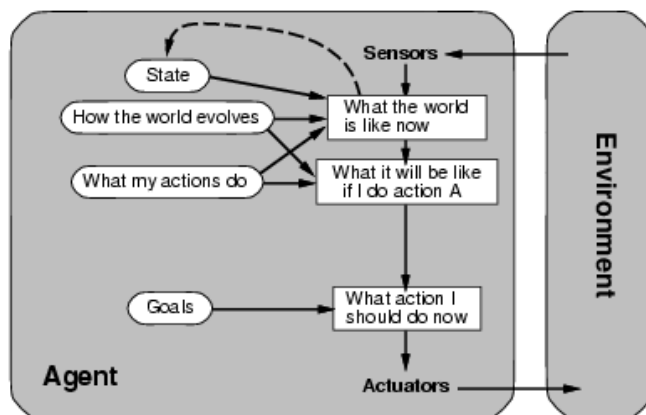 Sensors
State
What the world
is like now
How the world evolves
What it will be like
if I do action A
What my actions do
Goals
What action I
should do now
Agent
Actuators
Environment